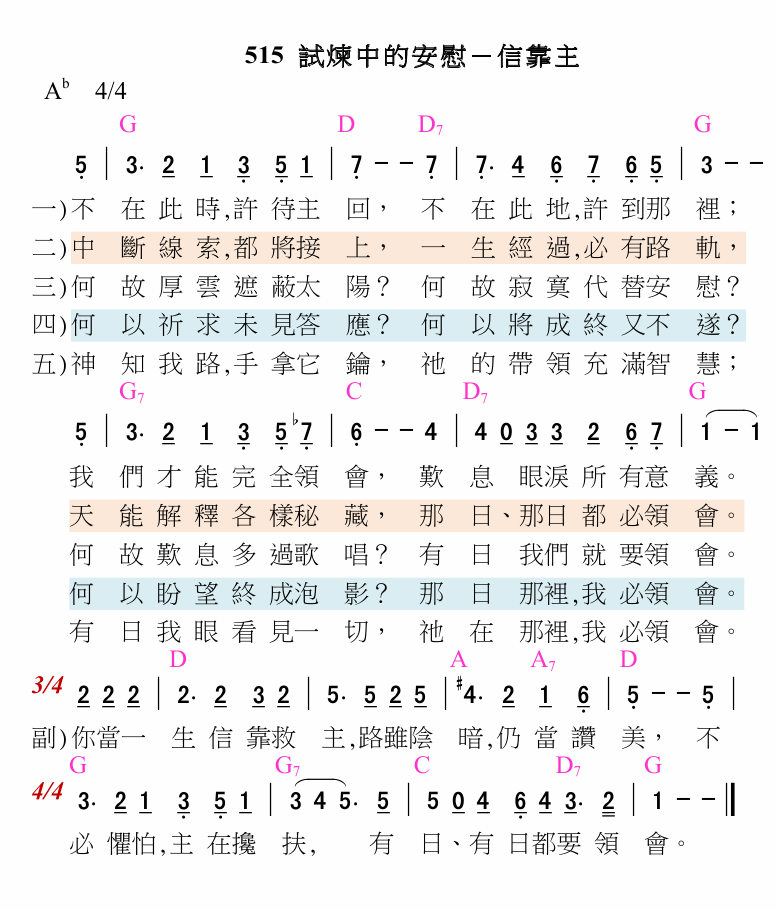 515 試煉中的安慰－信靠主
A♭ 4/4
G D D7 G
5 | 3. 2 1 3 5 1 | 7 - - 7 | 7. 4 6 7 6 5 | 3 - -
一)不 在 此 時,許 待主 回， 不 在 此 地,許 到那 裡；
二)中 斷 線 索,都 將接 上， 一 生 經 過,必 有路 軌，
三)何 故 厚 雲 遮 蔽太 陽？ 何 故 寂 寞 代 替安 慰？
四)何 以 祈 求 未 見答 應？ 何 以 將 成 終 又不 遂？
五)神 知 我 路,手 拿它 鑰， 祂 的 帶 領 充 滿智 慧；
G7 C D7 G
5 | 3. 2 1 3 5 ♭7 | 6 - - 4 | 4 0 3 3 2 6 7 | 1 - 1
我 們 才 能 完 全領 會， 歎 息 眼淚 所 有意 義。
天 能 解 釋 各 樣秘 藏， 那 日、那日 都 必領 會。
何 故 歎 息 多 過歌 唱？ 有 日 我們 就 要領 會。
何 以 盼 望 終 成泡 影？ 那 日 那裡,我 必領 會。
有 日 我 眼 看 見一 切， 祂 在 那裡,我 必領 會。
D A A7 D
3/4 2 2 2 | 2. 2 3 2 | 5. 5 2 5 | ♯4. 2 1 6 | 5 - - 5 |
副)你當一 生 信 靠救 主,路雖陰 暗,仍 當 讚 美， 不
G G7 C D7 G
4/4 3. 2 1 3 5 1 | 3 4 5. 5 | 5 0 4 6 4 3. 2 | 1 - - ‖
必 懼怕,主 在攙 扶, 有 日、有 日都要 領 會。